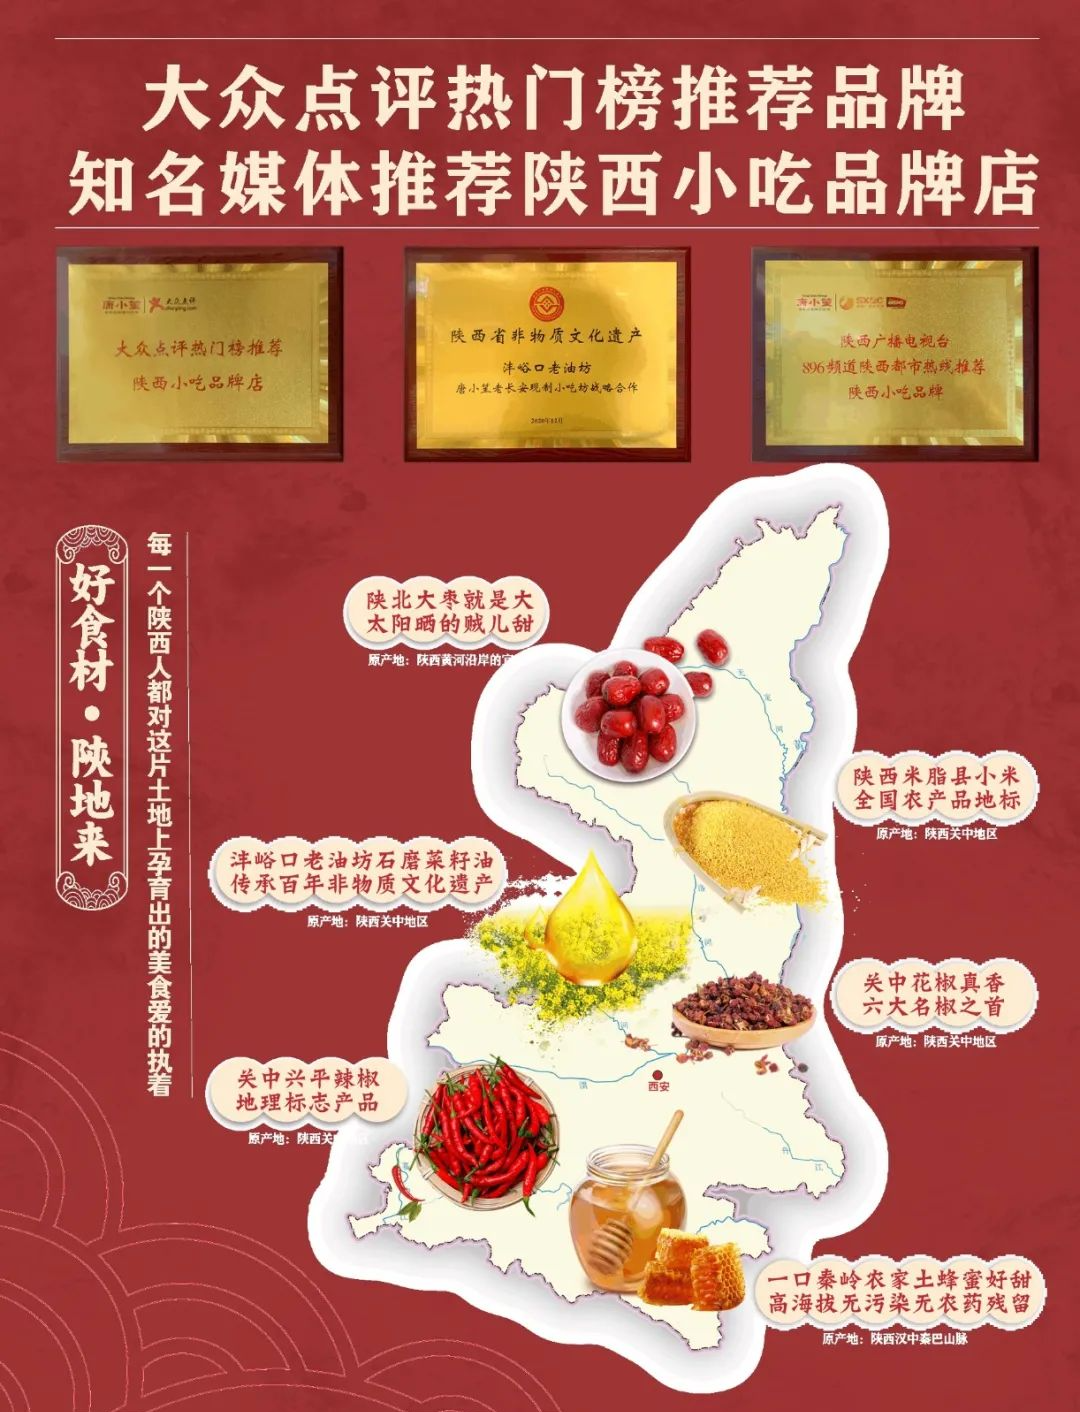 大众点评热门榜推荐品牌
知名媒体推荐陕西小吃品牌店
唐小笙 大众点评
大众点评热门榜推荐
陕西小吃品牌店
陕西省非物质文化遗产
沣峪口老油坊
唐小笙老长安现制小吃坊战略合作
2020年12月
唐小笙
陕西广播电视台
896频道陕西都市热线推荐
陕西小吃品牌
好食材·陕地来
每一个陕西人都对这片土地上孕育出的美食爱的执着
陕北大枣就是大
太阳晒的贼儿甜
原产地：陕西黄河沿岸的
陕西米脂县小米
全国农产品地标
原产地：陕西关中地区
沣峪口老油坊石磨菜籽油
传承百年非物质文化遗产
原产地：陕西关中地区
关中花椒真香
六大名椒之首
原产地：陕西关中地区
西安
关中兴平辣椒
地理标志产品
原产地：陕西关
丹
江
一口秦岭农家土蜂蜜好甜
高海拔无污染无农药残留
原产地：陕西汉中秦巴山脉